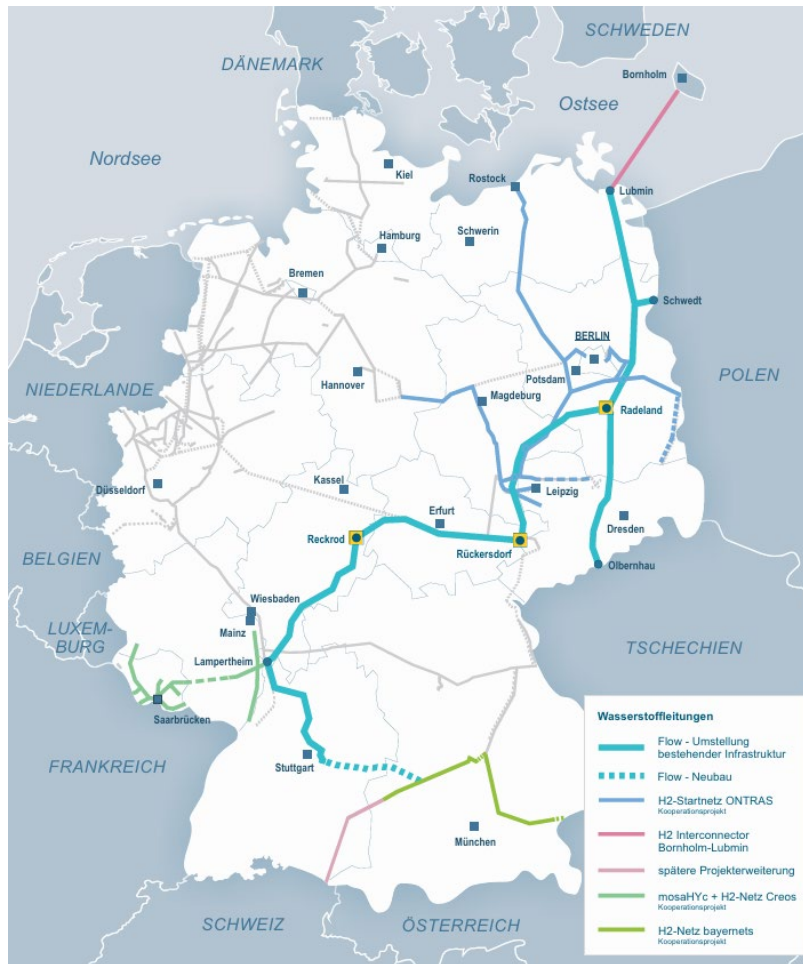 SCHWEDEN
DÄNEMARK
Bornholm
Ostsee
Nordsee
Kiel
Rostock
Lubmin
Hamburg
Schwerin
Bremen
Schwedt
BERLIN
NIEDERLANDE
Hannover
Potsdam
POLEN
Magdeburg
Radeland
Düsseldorf
Kassel
Leipzig
Erfurt
Dresden
Reckrod
Rückersdorf
BELGIEN
Olbernhau
Wiesbaden
LUXEM-
BURG
Mainz
TSCHECHIEN
Lampertheim
Saarbrücken
FRANKREICH
Stuttgart
München
SCHWEIZ
ÖSTERREICH
Wasserstoffleitungen
Flow - Umstellung
bestehender Infrastruktur
Flow - Neubau
H2-Startnetz ONTRAS
Kooperationsprojekt
H2 Interconnector
Bornholm-Lubmin
spätere Projekterweiterung
mosaHYc + H2-Netz Creos
Kooperationsprojekt
H2-Netz bayernets
Kooperationsprojekt